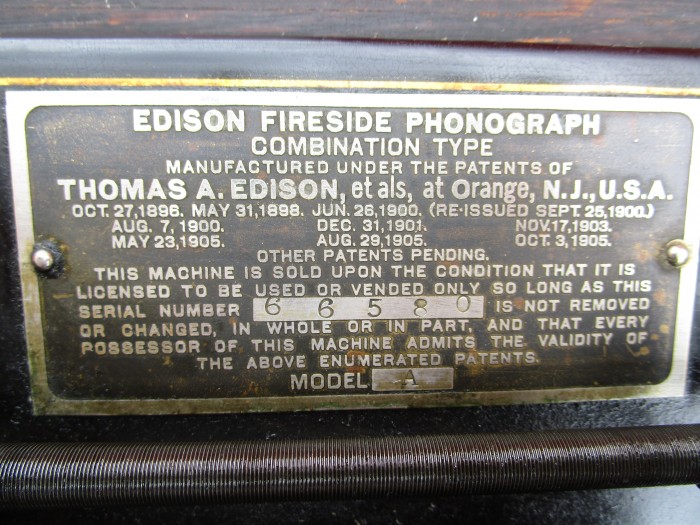 EDISON FIRESIDE PHONOGRAPH
COMBINATION TYPE
MANUFACTURED UNDER THE PATENTS OF
THOMAS A. EDISON, et als, at Orange, N.J., U.S.A.
OCT. 27, 1896. MAY 31, 1898. JUN. 26, 1900. (RE-ISSUED SEPT. 25, 1900.)
AUG. 7, 1900. DEC. 31, 1901. NOV. 17, 1903.
MAY 23, 1905. AUG. 29, 1905. OCT. 3, 1905.
OTHER PATENTS PENDING.
THIS MACHINE IS SOLD UPON THE CONDITION THAT IT IS
LICENSED TO BE USED OR VENDED ONLY SO LONG AS THIS
SERIAL NUMBER 66580 IS NOT REMOVED
OR CHANGED, IN WHOLE OR IN PART, AND THAT EVERY
POSSESSOR OF THIS MACHINE ADMITS THE VALIDITY OF
THE ABOVE ENUMERATED PATENTS.
MODEL A